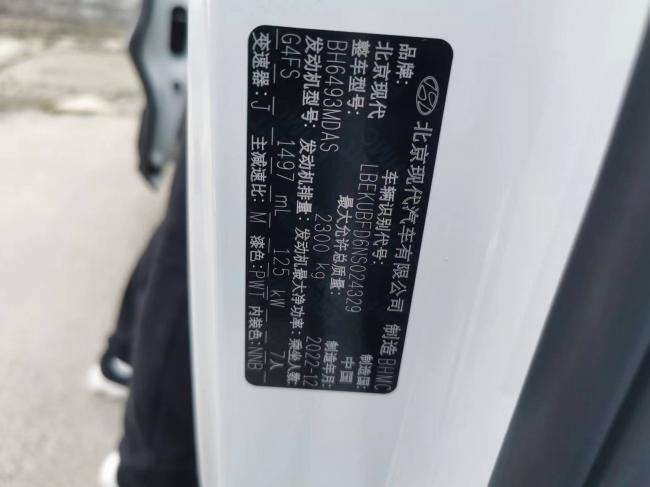 北京现代汽车有限公司 制造 BHMC
品牌: 车辆识别代号: 制造国:
北京现代 LBEKUBFD6NS024329 中国
整车型号: 最大允许总质量: 制造年月:
BH6493MDAS 2300 kg 2022-12
发动机型号: 发动机排量: 发动机最大净功率: 乘坐人数:
G4FS 1497 mL 125 kW 7人
变速器: J 主减速比: M 漆色: PWT 内装色: NNB